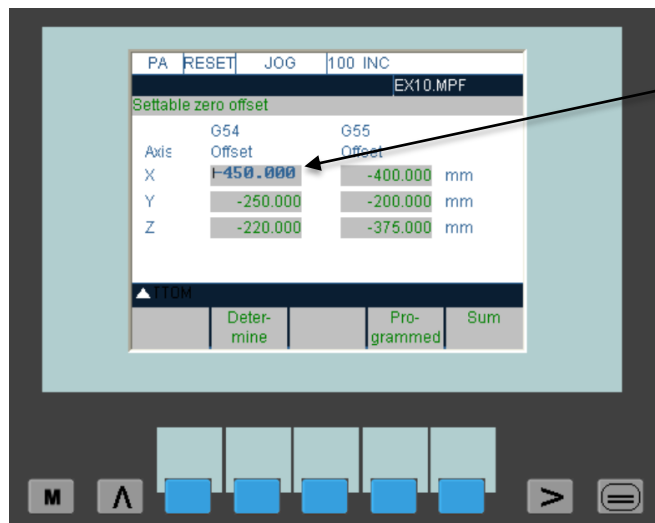 PA RESET JOG 100 INC
EX10.MPF
Settable zero offset
G54 G55
Axis Offset Offset
X -450.000 -400.000 mm
Y -250.000 -200.000 mm
Z -220.000 -375.000 mm
TTOM
Deter- Pro- Sum
mine grammed
M Λ >